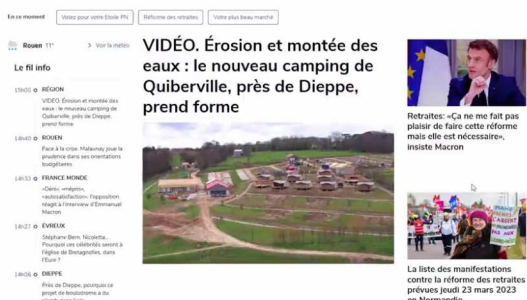 En ce moment
Votez pour votre Etoile PN
Réforme des retraites
Votre plus beau marché
Rouen 11°
> Voir la météo
Le fil info
15h00
RÉGION
VIDÉO. Érosion et montée des
eaux : le nouveau camping de
Quiberville, près de Dieppe,
prend forme
14h40
ROUEN
Face à la crise, Malaunay joue la
prudence dans ses orientations
budgétaires
14h33
FRANCE MONDE
«Déni», «mépris»,
«autosatisfaction»: l'opposition
réagit à l'interview d'Emmanuel
Macron
14h27
EVREUX
Stéphane Bern, Nicoletta...
Pourquoi ces célébrités seront à
l'église de Bretagnolles, dans
l'Eure ?
14h06
DIEPPE
Près de Dieppe, pourquoi ce
projet de boulodrome a du
VIDÉO. Érosion et montée des
eaux : le nouveau camping de
Quiberville, près de Dieppe,
prend forme
Retraites: «Ça ne me fait pas
plaisir de faire cette réforme
mais elle est nécessaire»,
insiste Macron
La liste des manifestations
contre la réforme des retraites
prévues jeudi 23 mars 2023
en Normandie